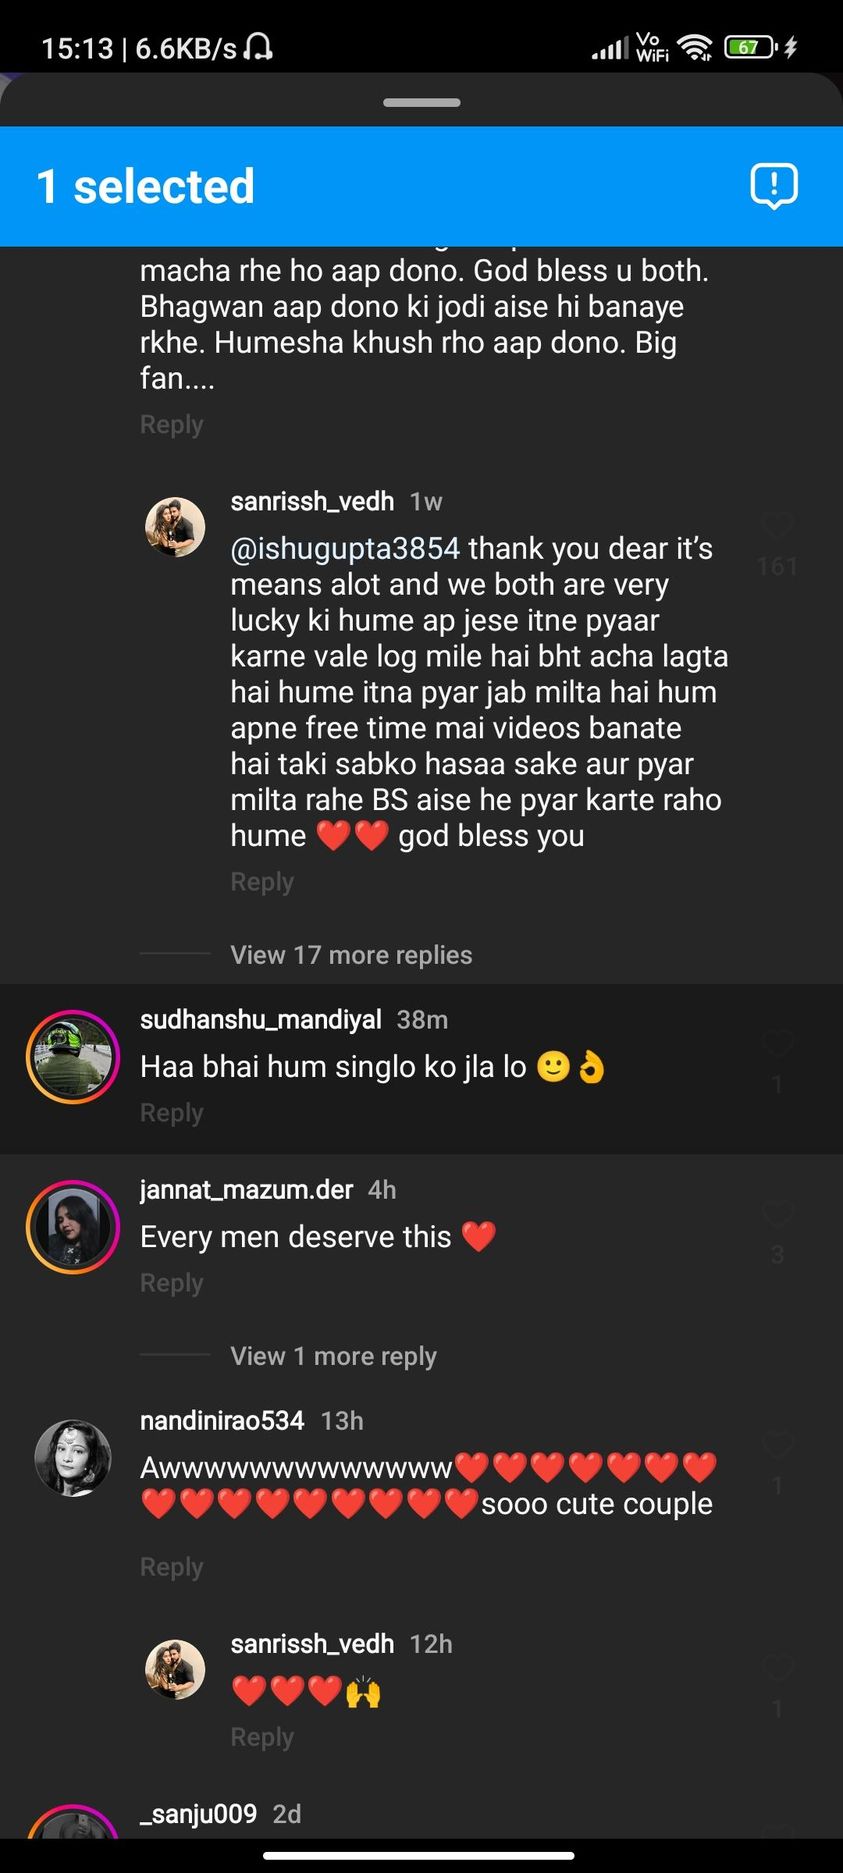 15:13 | 6.6KB/s
Vo WiFi
67
1 selected
macha rhe ho aap dono. God bless u both.
Bhagwan aap dono ki jodi aise hi banaye
rkhe. Humesha khush rho aap dono. Big
fan....
Reply
sanrissh_vedh 1w
@ishugupta3854 thank you dear it’s
means alot and we both are very
lucky ki hume ap jese itne pyaar
karne vale log mile hai bht acha lagta
hai hume itna pyar jab milta hai hum
apne free time mai videos banate
hai taki sabko hasaa sake aur pyar
milta rahe BS aise he pyar karte raho
hume ❤️❤️ god bless you
161
Reply
View 17 more replies
sudhanshu_mandiyal 38m
Haa bhai hum singlo ko jla lo 🙂👌
1
Reply
jannat_mazum.der 4h
Every men deserve this ❤️
3
Reply
View 1 more reply
nandinirao534 13h
Awwwwwwwwwwwww❤️❤️❤️❤️❤️❤️❤️
❤️❤️❤️❤️❤️❤️❤️❤️❤️sooo cute couple
1
Reply
sanrissh_vedh 12h
❤️❤️❤️🙌
1
Reply
_sanju009 2d